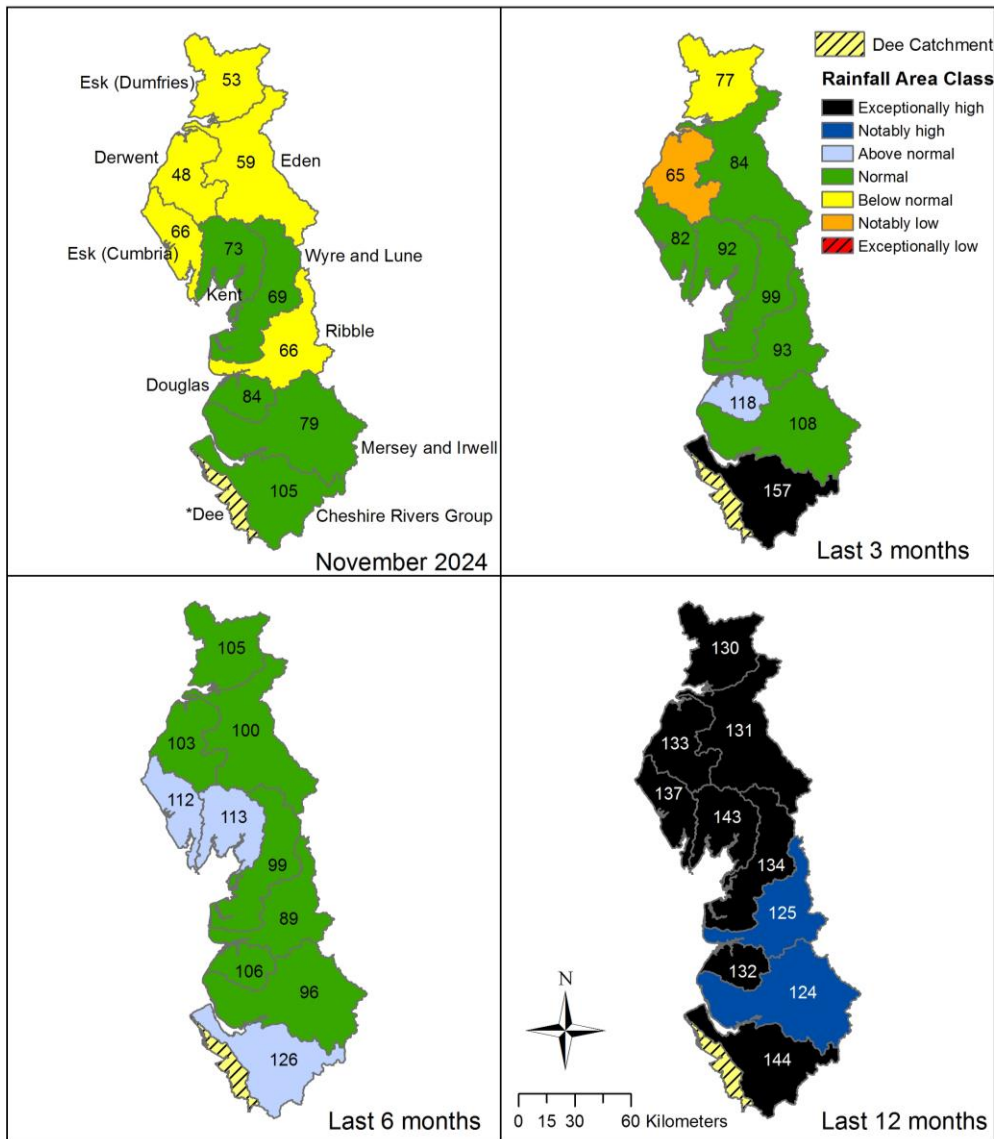 53
Esk (Dumfries)
59
Derwent
Eden
48
66
Esk (Cumbria)
73
Wyre and Lune
Kent
69
Ribble
66
Douglas
84
79
Mersey and Irwell
105
*Dee
Cheshire Rivers Group
November 2024
Dee Catchment
Rainfall Area Class
Exceptionally high
Notably high
Above normal
Normal
Below normal
Notably low
Exceptionally low
77
84
65
82
92
99
93
118
108
157
Last 3 months
105
100
103
112
113
99
89
106
96
126
Last 6 months
130
131
133
137
143
134
125
132
124
144
N
0 15 30 60 Kilometers
Last 12 months